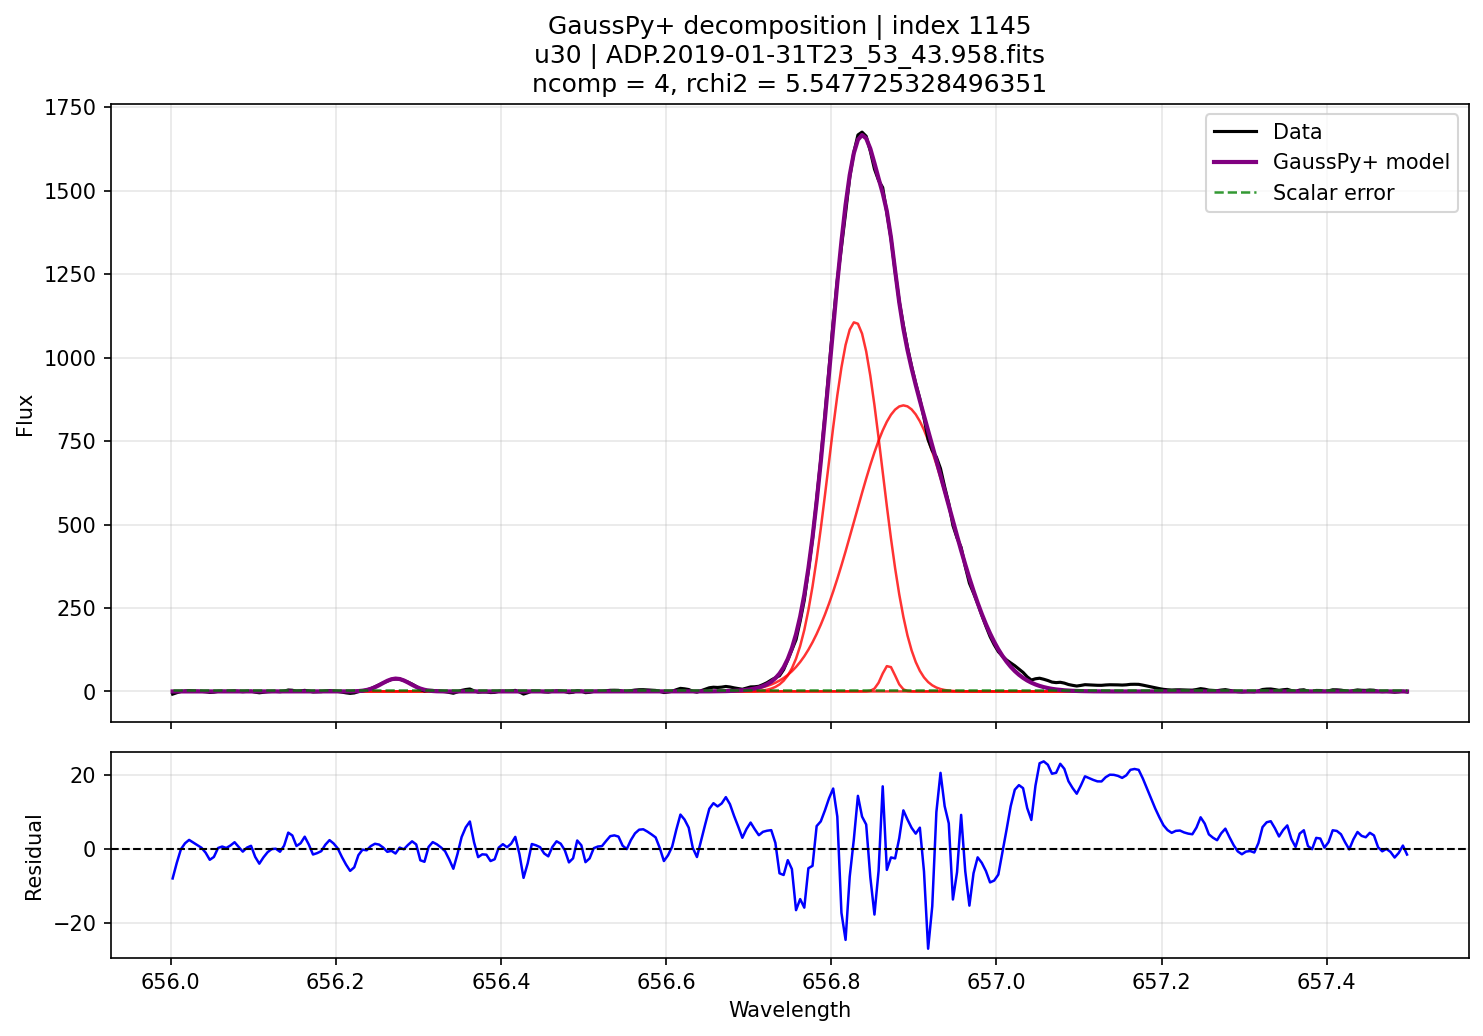 GaussPy+ decomposition | index 1145
u30 | ADP.2019-01-31T23_53_43.958.fits
ncomp = 4, rchi2 = 5.547725328496351
1750
1500
1250
1000
750
500
250
0
Flux
Data
GaussPy+ model
Scalar error
20
0
−20
Residual
656.0
656.2
656.4
656.6
656.8
657.0
657.2
657.4
Wavelength